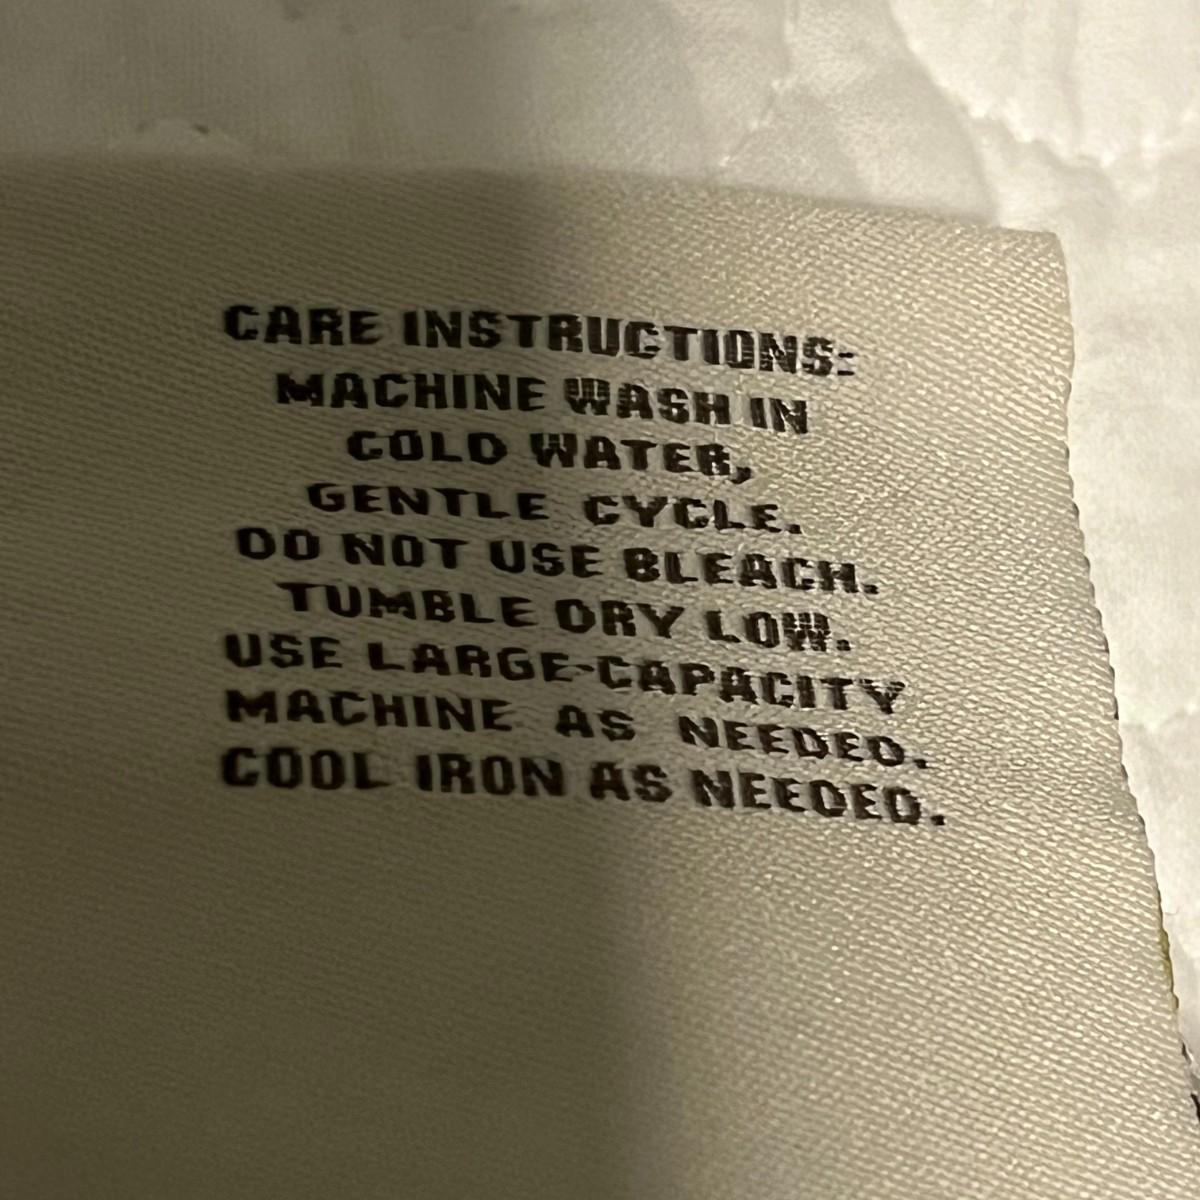 CARE INSTRUCTIONS:
MACHINE WASH IN
COLD WATER,
GENTLE CYCLE.
DO NOT USE BLEACH.
TUMBLE DRY LOW.
USE LARGE-CAPACITY
MACHINE AS NEEDED.
COOL IRON AS NEEDED.